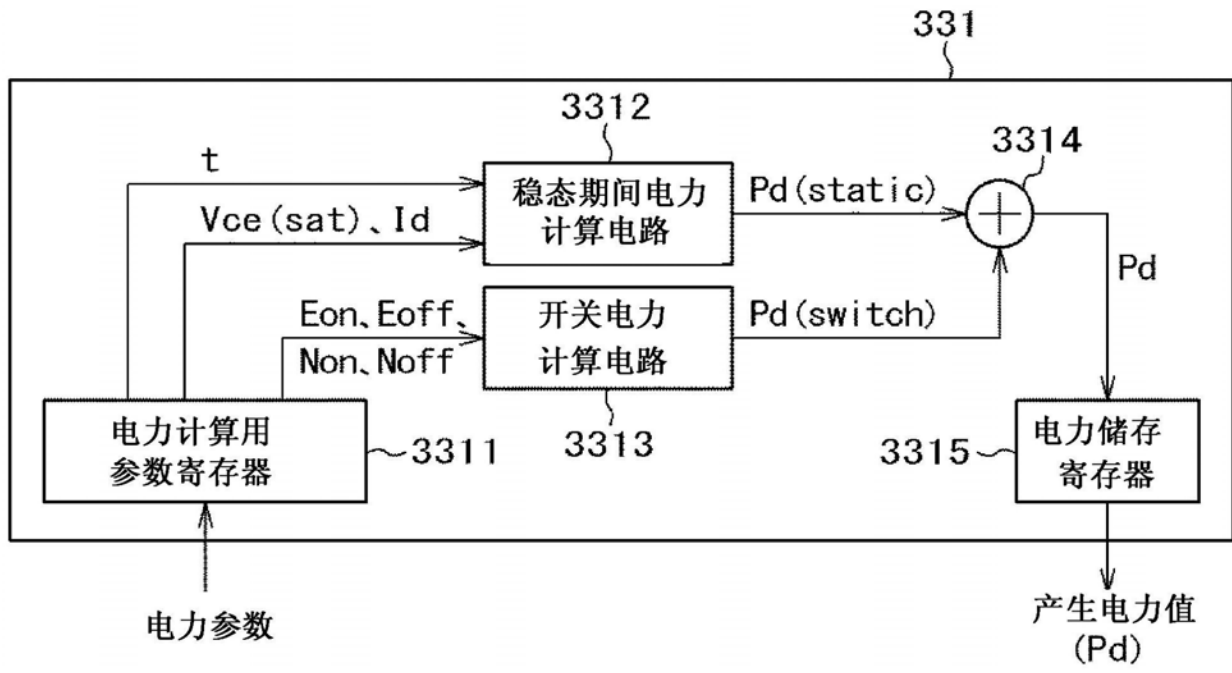 331
3312
t
稳态期间电力
计算电路
Pd(static)
3314
Vce(sat)、Id
Pd
Eon、Eoff、
Non、Noff
开关电力
计算电路
Pd(switch)
3313
电力计算用
参数寄存器
3311
3315
电力储存
寄存器
电力参数
产生电力值
(Pd)